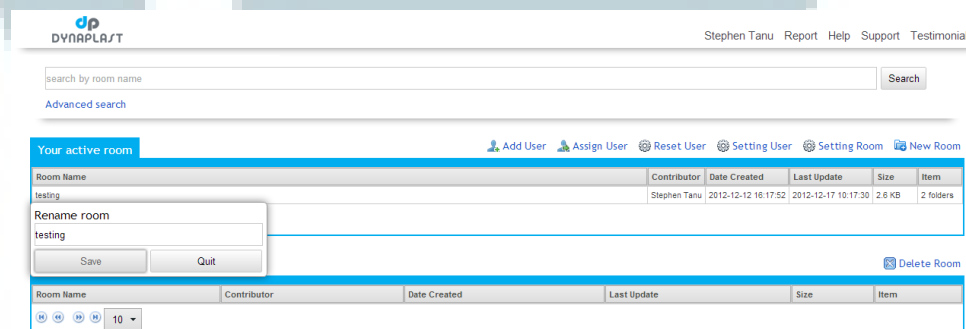 dp
DYNAPLAST
Stephen Tanu Report Help Support Testimonia
search by room name Search
Advanced search
Your active room Add User Assign User Reset User Setting User Setting Room New Room
Room Name Contributor Date Created Last Update Size Item
testing Stephen Tanu 2012-12-12 16:17:52 2012-12-17 10:17:30 2.6 KB 2 folders
Rename room
testing
Save Quit
Delete Room
Room Name Contributor Date Created Last Update Size Item
10